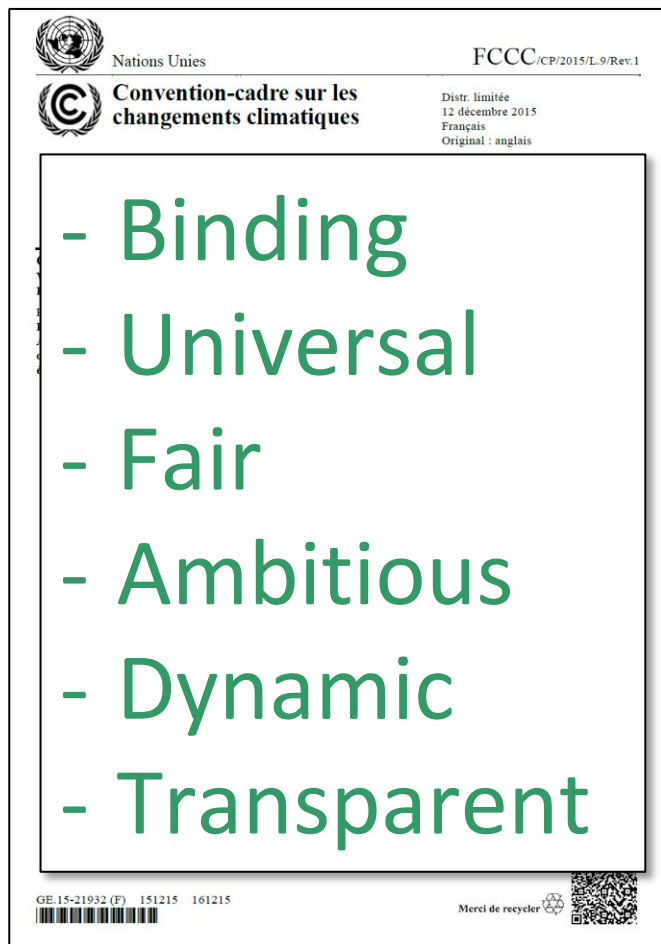 Nations Unies
FCCC/CP/2015/L.9/Rev.1
Convention-cadre sur les
changements climatiques
Distr. limitée
12 décembre 2015
Français
Original : anglais
- Binding
- Universal
- Fair
- Ambitious
- Dynamic
- Transparent
GE.15-21932 (F) 151215 161215
Merci de recycler